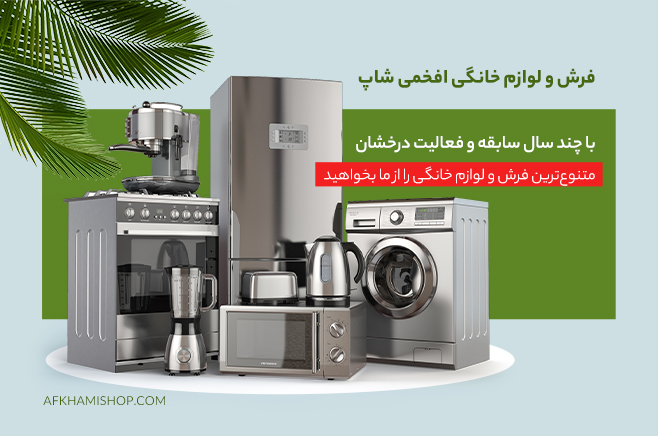 فرش و لوازم خانگی افخمی شاپ
با چند سال سابقه و فعالیت درخشان
متنوع‌ترین فرش و لوازم خانگی را از ما بخواهید
AFKHAMISHOP.COM